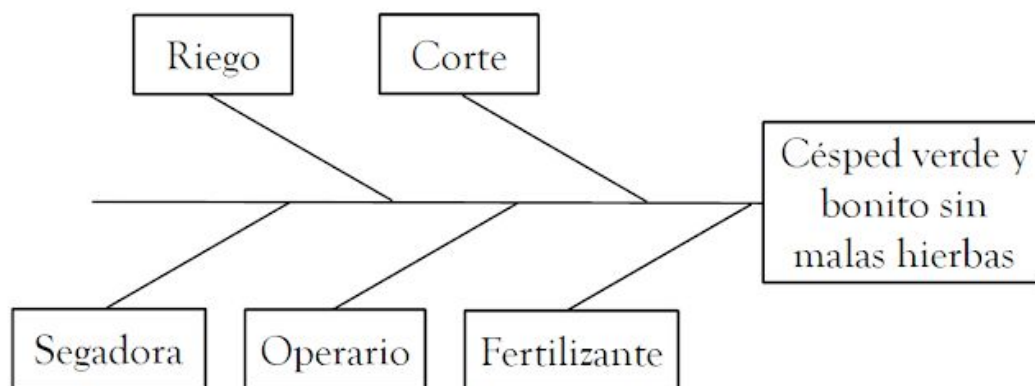 Riego
Corte
Césped verde y
bonito sin
malas hierbas
Segadora
Operario
Fertilizante